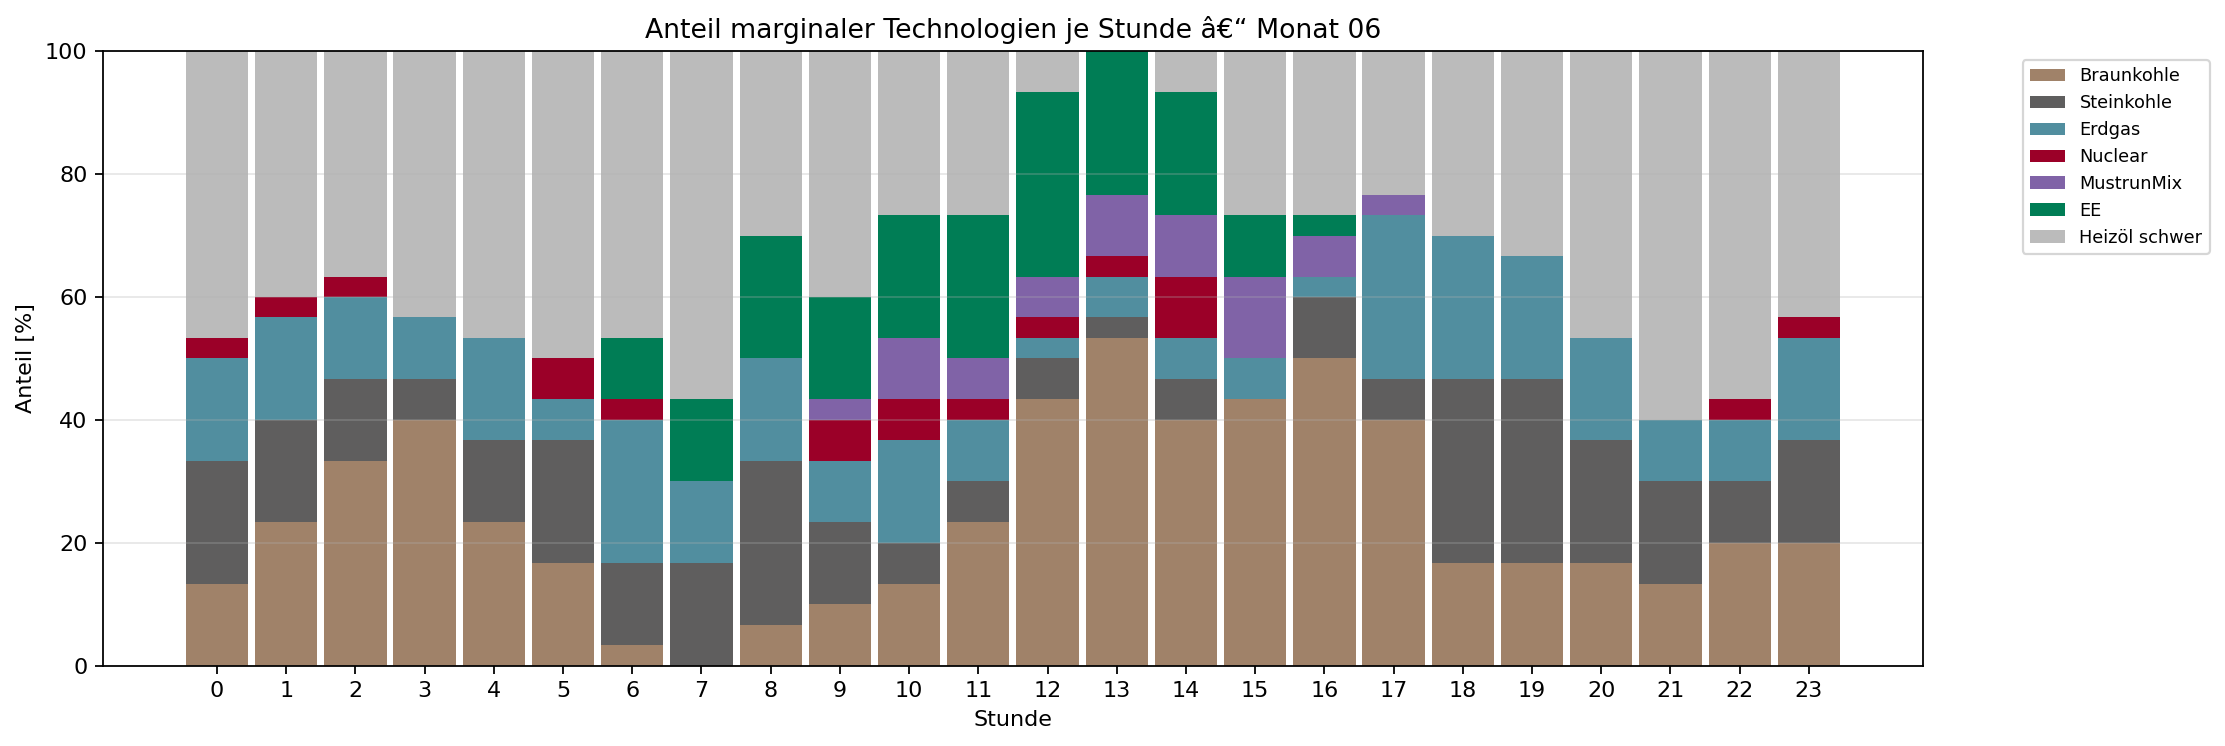 Anteil marginaler Technologien je Stunde â€“ Monat 06
Anteil [%]
100
80
60
40
20
0
0 1 2 3 4 5 6 7 8 9 10 11 12 13 14 15 16 17 18 19 20 21 22 23
Stunde
Braunkohle
Steinkohle
Erdgas
Nuclear
MustrunMix
EE
Heizöl schwer